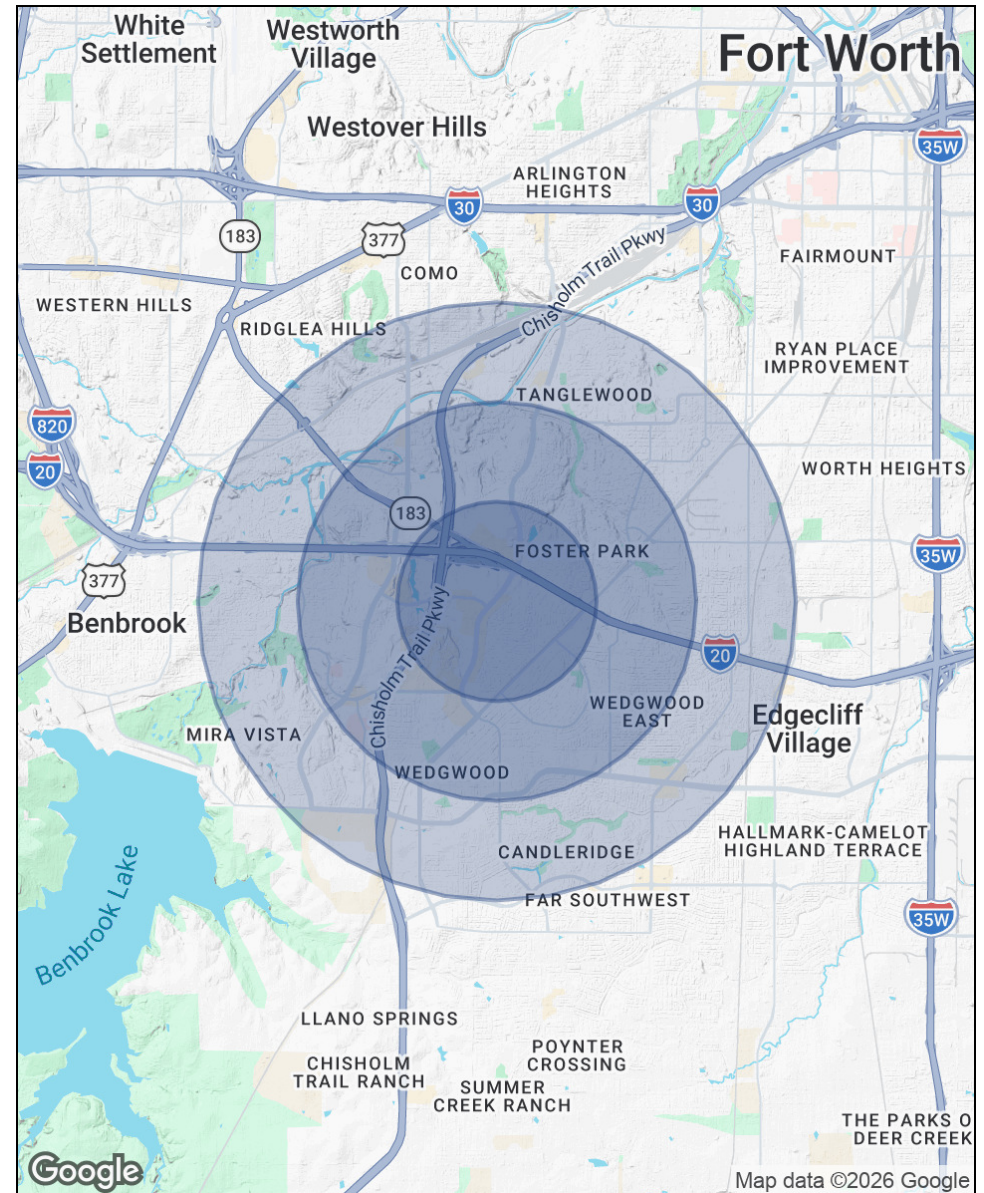 White
Settlement
Westworth
Village
Fort Worth
Westover Hills
35W
ARLINGTON
HEIGHTS
30
30
183
377
Chisholm Trail Pkwy
FAIRMOUNT
COMO
WESTERN HILLS
RIDGLEA HILLS
RYAN PLACE
IMPROVEMENT
TANGLEWOOD
820
20
WORTH HEIGHTS
183
FOSTER PARK
35W
377
Benbrook
Chisholm Trail Pkwy
20
WEDGWOOD
EAST
Edgecliff
Village
MIRA VISTA
WEDGWOOD
HALLMARK-CAMELOT
HIGHLAND TERRACE
CANDLERIDGE
Benbrook Lake
FAR SOUTHWEST
35W
LLANO SPRINGS
POYNTER
CROSSING
CHISHOLM
TRAIL RANCH
SUMMER
CREEK RANCH
THE PARKS O
DEER CREEK
Google
Map data ©2026 Google